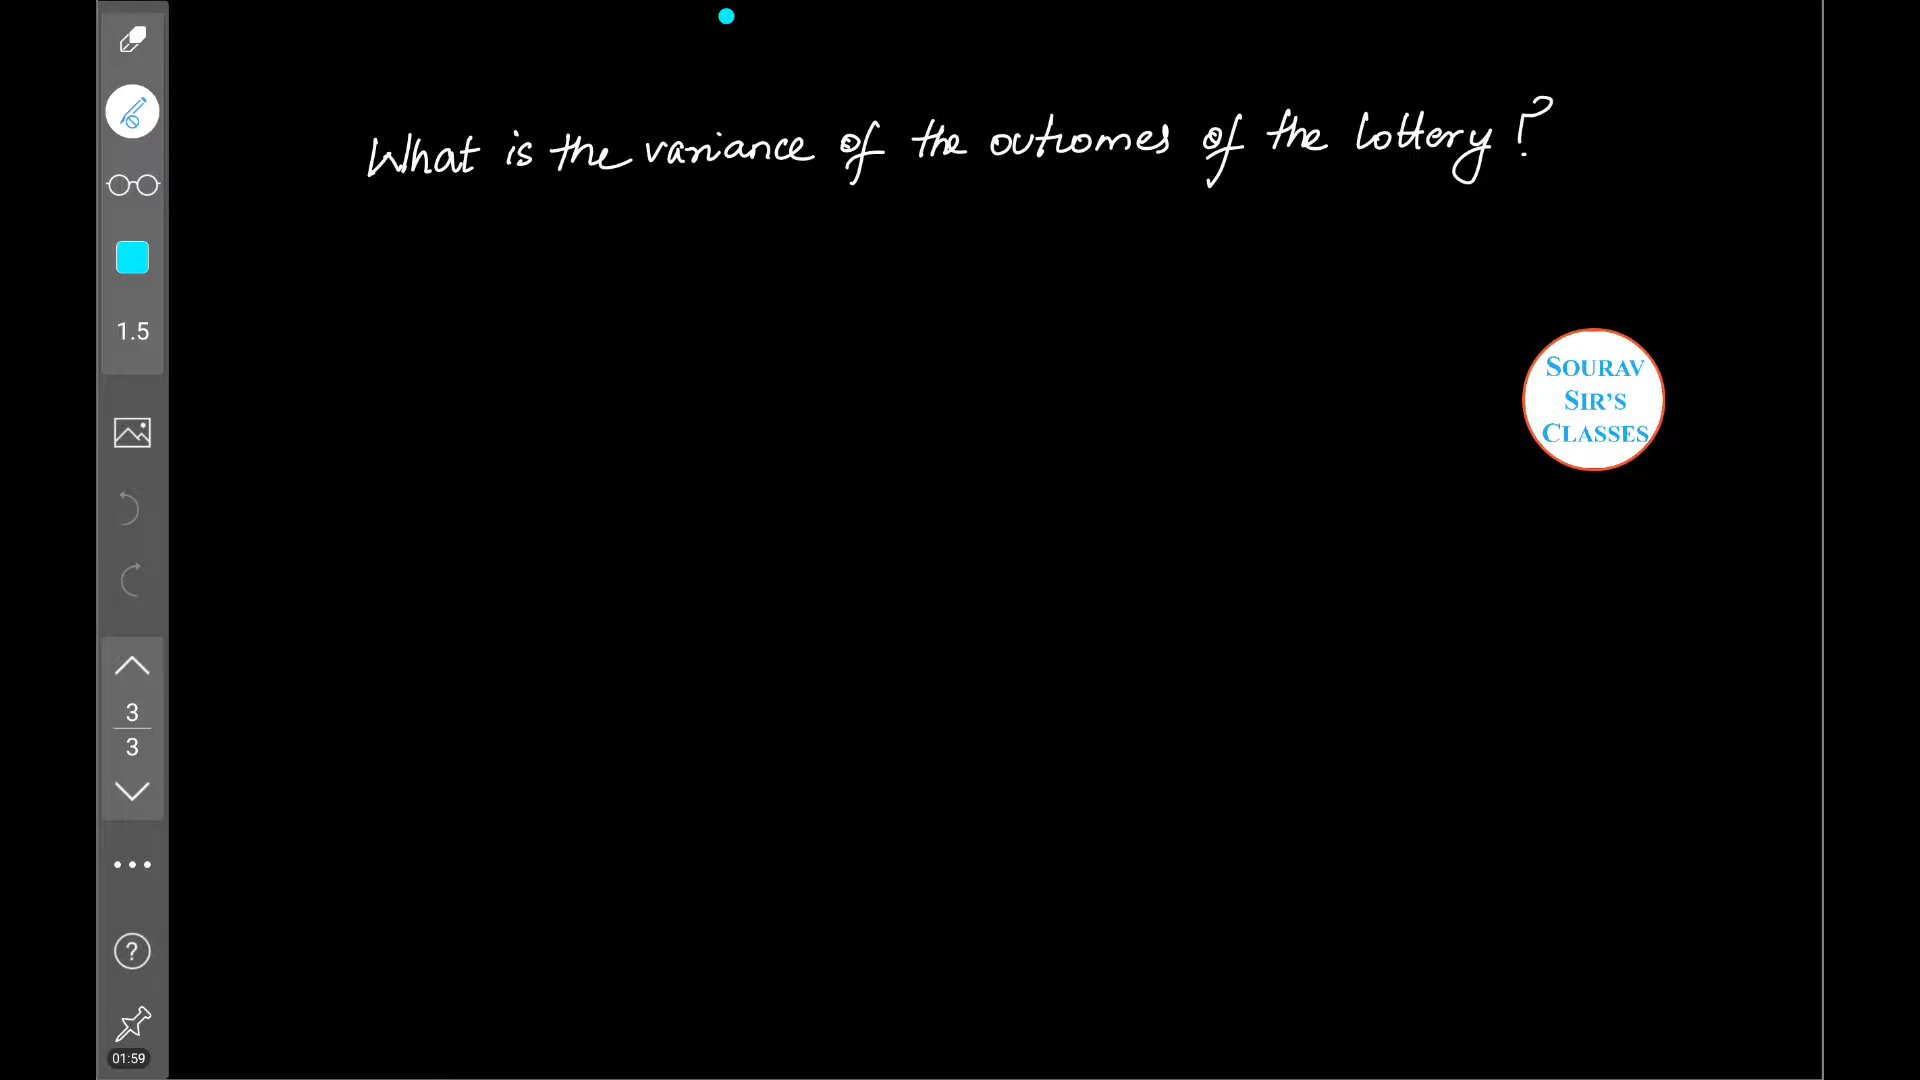 What is the variance of the outcomes of the lottery?
1.5
SOURAV
SIR'S
CLASSES
3
3
?
01:59